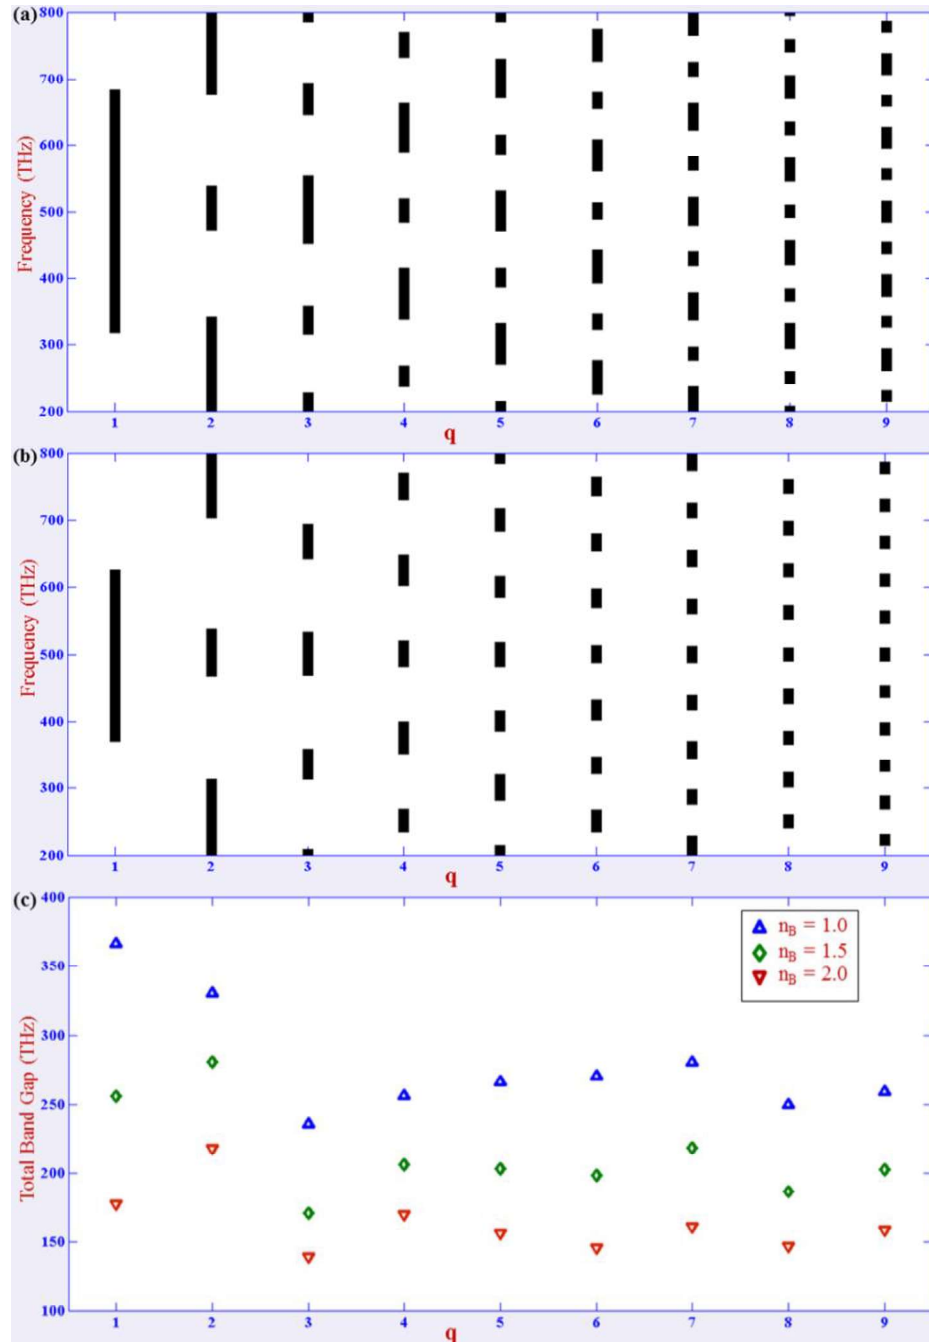 (a)
800
700
600
500
400
300
200
Frequency (THz)
1 2 3 4 5 6 7 8 9
q
(b)
800
700
600
500
400
300
200
Frequency (THz)
1 2 3 4 5 6 7 8 9
q
(c)
400
350
300
250
200
150
100
Total Band Gap (THz)
n_B = 1.0
n_B = 1.5
n_B = 2.0
1 2 3 4 5 6 7 8 9
q